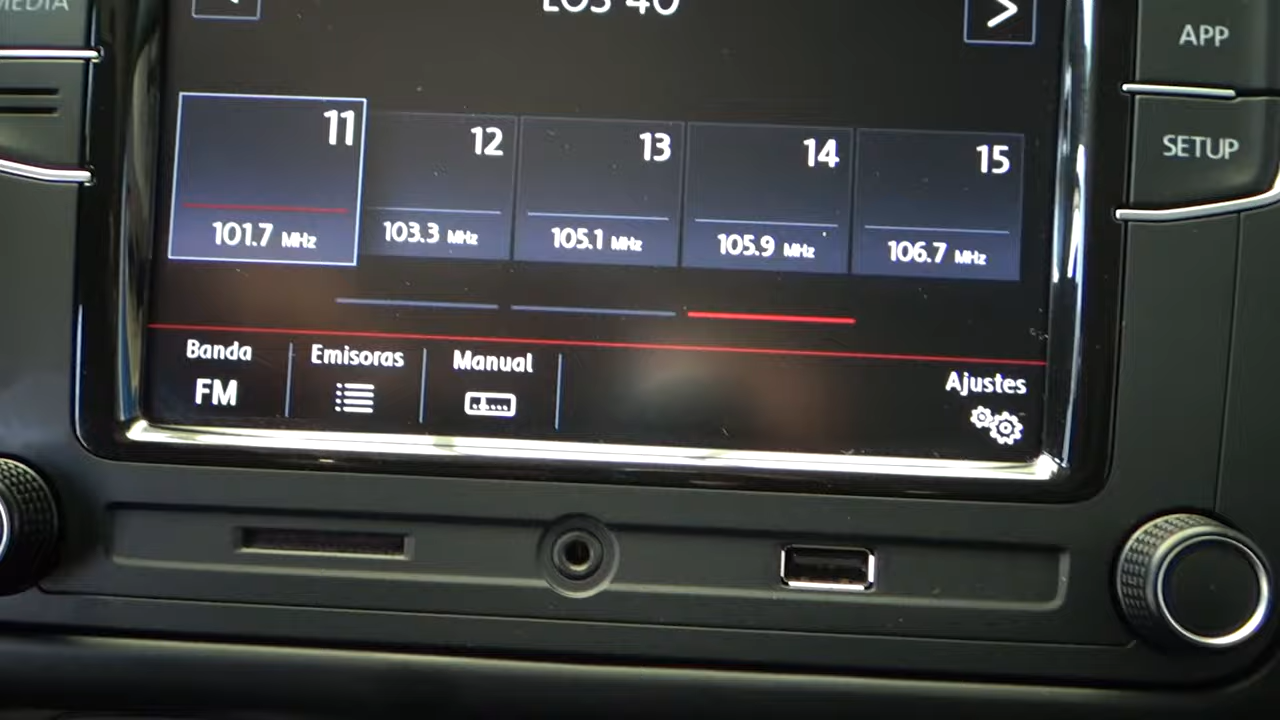 MEDIA
LOS 40
>
APP
SETUP
11
12
13
14
15
101.7 MHz
103.3 MHz
105.1 MHz
105.9 MHz
106.7 MHz
Banda
FM
Emisoras
Manual
Ajustes